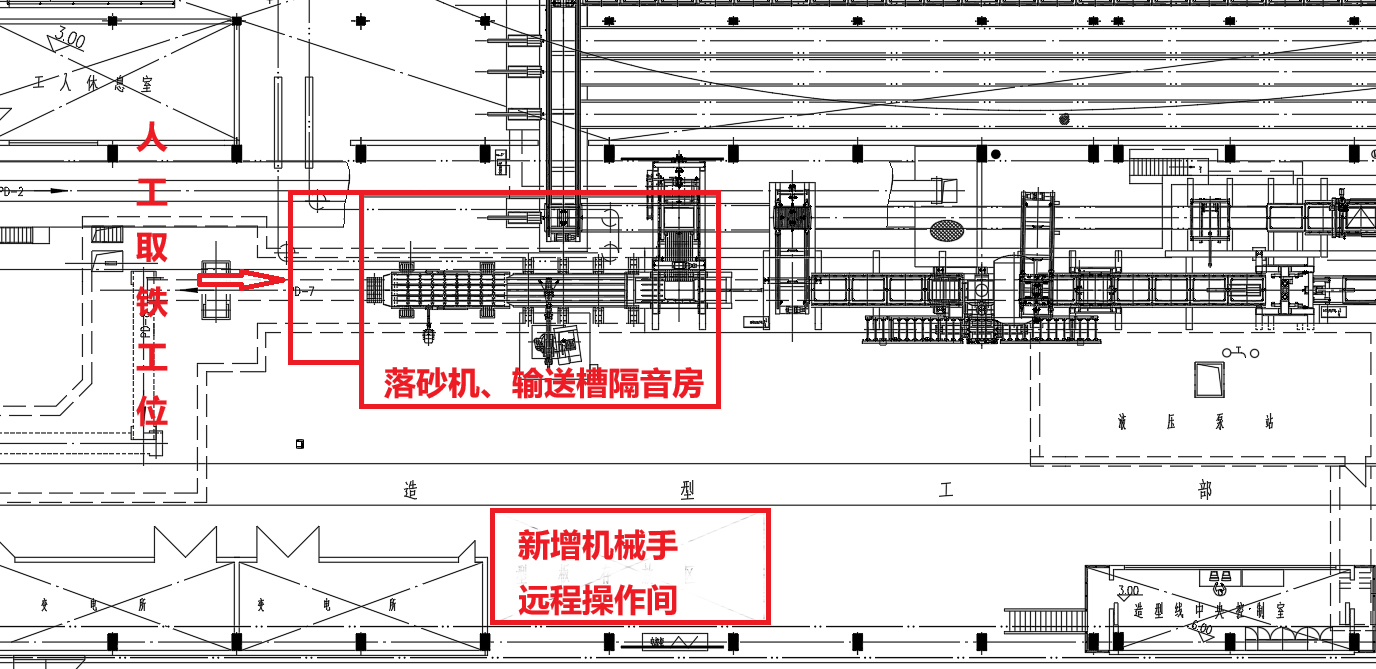 3.00
工人休息室
人工取铁工位
PD-2
D-7
PD-
落砂机、输送槽隔音房
液压泵站
造型工部
新增机械手
远程操作间
变电所
变电所
3.00
造型线中央控制室
6.00